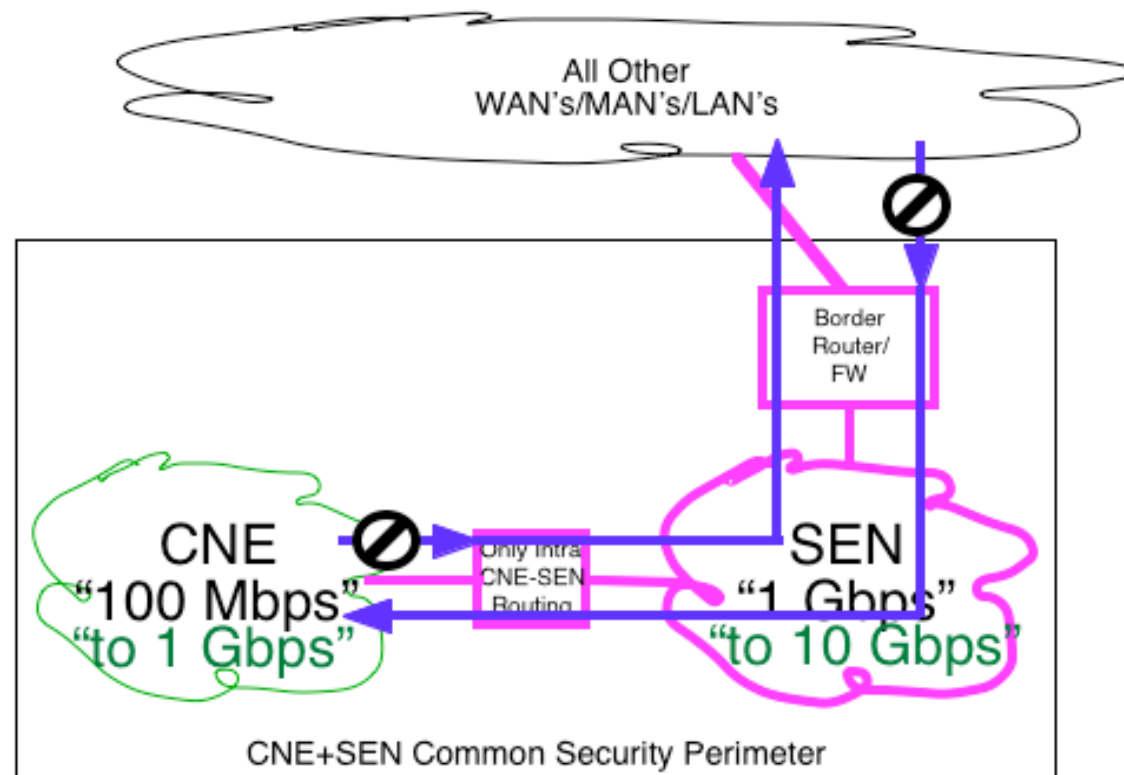 All Other
WAN's/MAN's/LAN's
Border
Router/
FW
CNE
“100 Mbps”
“to 1 Gbps”
Only Intra
CNE-SEN
Routing
SEN
“1 Gbps”
“to 10 Gbps”
CNE+SEN Common Security Perimeter